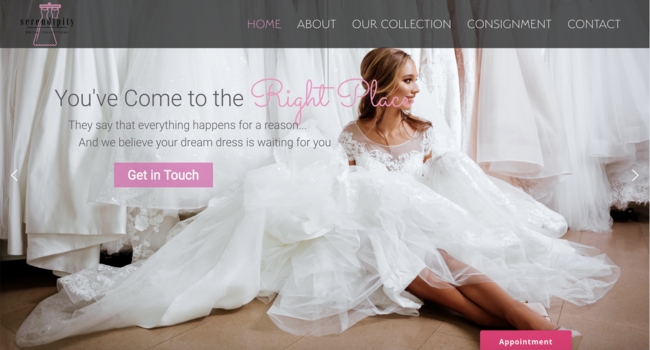 serendipity
HOME ABOUT OUR COLLECTION CONSIGNMENT CONTACT
You've Come to the Right Place
They say that everything happens for a reason...
And we believe your dream dress is waiting for you
Get in Touch
Appointment